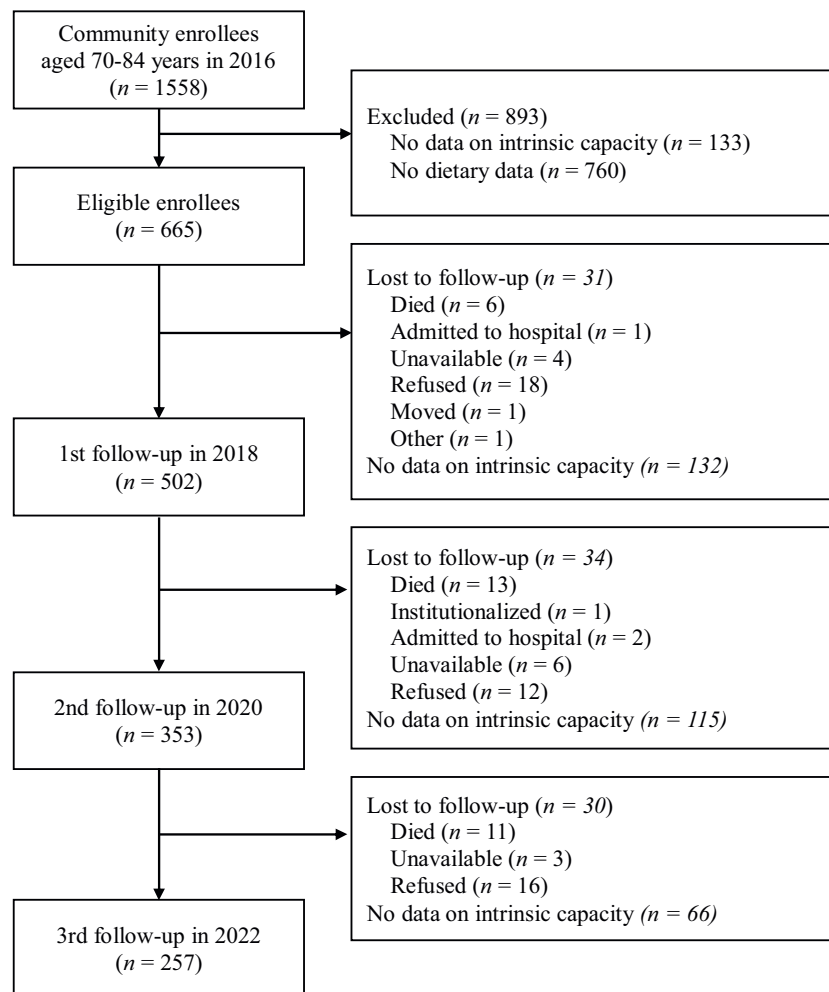 Community enrollees
aged 70-84 years in 2016
(n = 1558)
Excluded (n = 893)
No data on intrinsic capacity (n = 133)
No dietary data (n = 760)
Eligible enrollees
(n = 665)
Lost to follow-up (n = 31)
Died (n = 6)
Admitted to hospital (n = 1)
Unavailable (n = 4)
Refused (n = 18)
Moved (n = 1)
Other (n = 1)
No data on intrinsic capacity (n = 132)
1st follow-up in 2018
(n = 502)
Lost to follow-up (n = 34)
Died (n = 13)
Institutionalized (n = 1)
Admitted to hospital (n = 2)
Unavailable (n = 6)
Refused (n = 12)
No data on intrinsic capacity (n = 115)
2nd follow-up in 2020
(n = 353)
Lost to follow-up (n = 30)
Died (n = 11)
Unavailable (n = 3)
Refused (n = 16)
No data on intrinsic capacity (n = 66)
3rd follow-up in 2022
(n = 257)